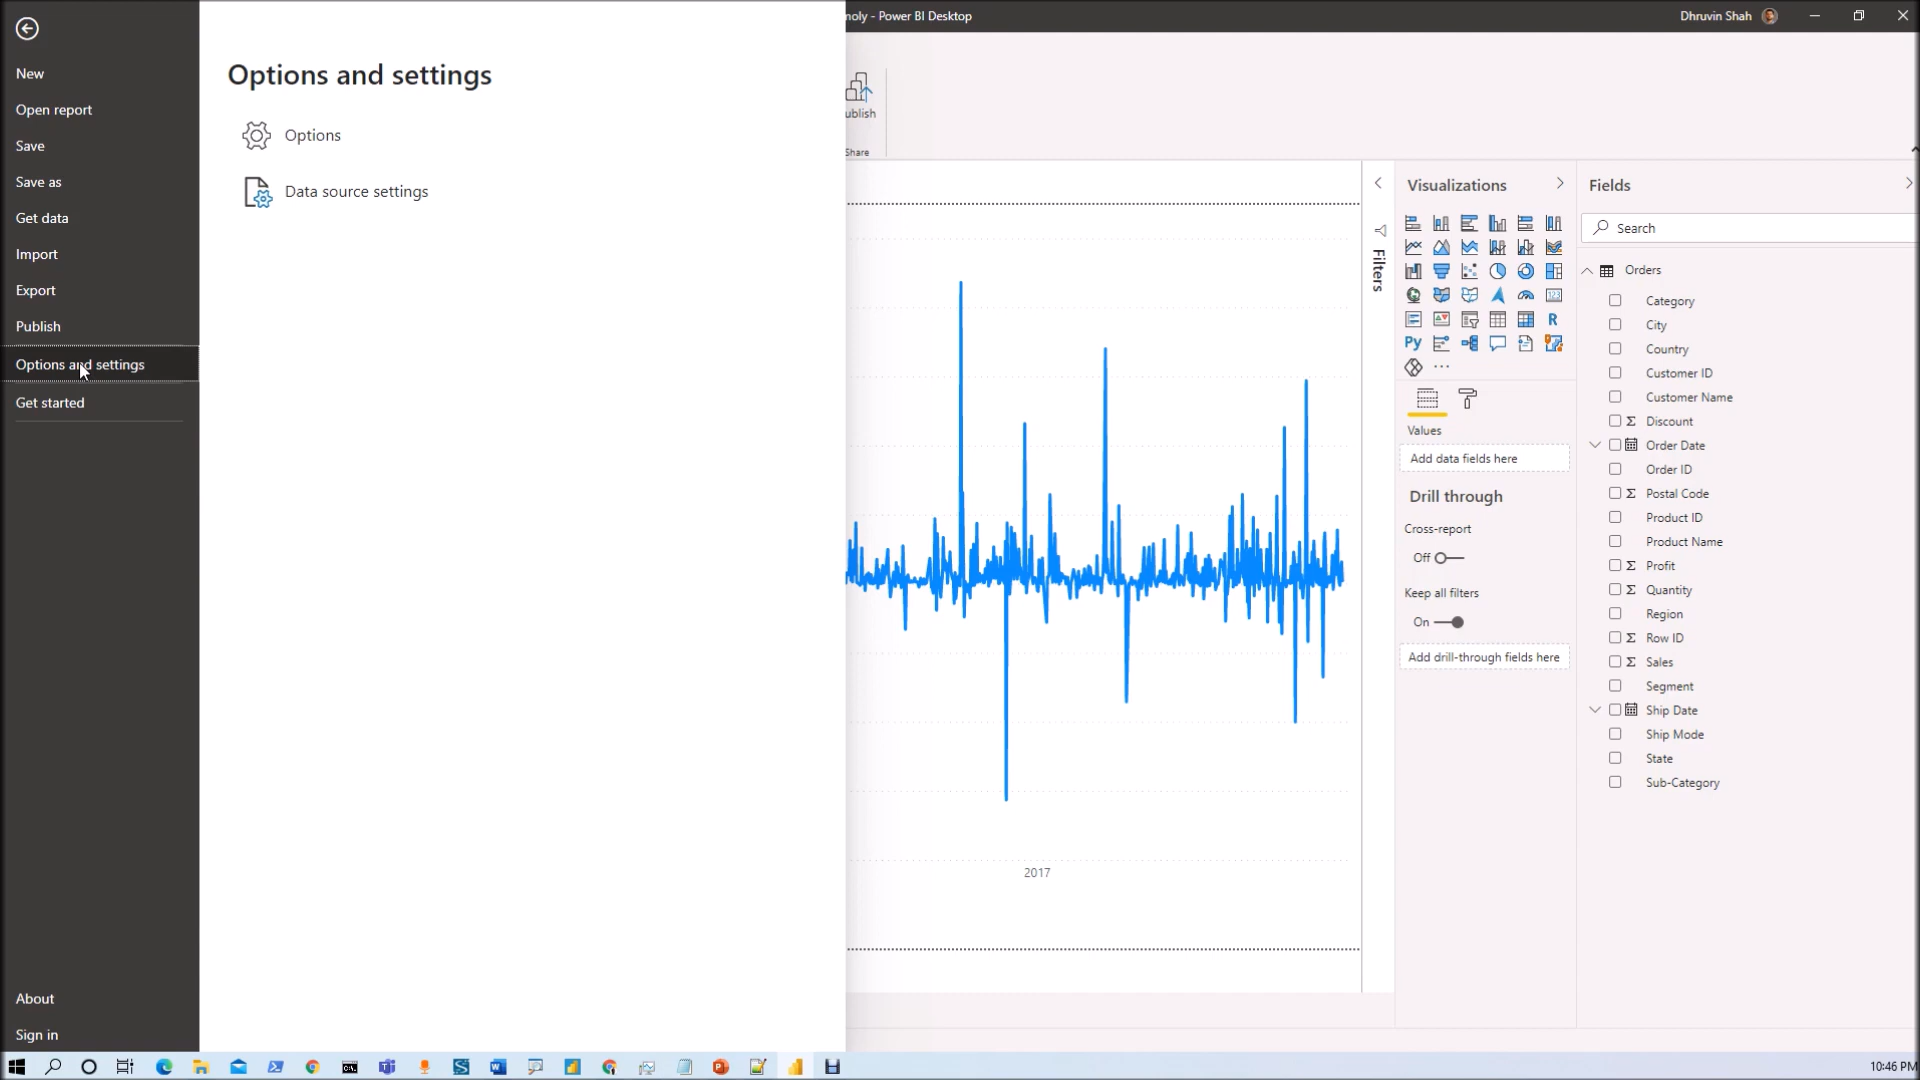 noly - Power BI Desktop
Dhruvin Shah
New
Open report
Save
Save as
Get data
Import
Export
Publish
Options and settings
Get started
About
Sign in
Options and settings
Options
Data source settings
ublish
Share
2017
Filters
Visualizations
Values
Add data fields here
Drill through
Cross-report
Off
Keep all filters
On
Add drill-through fields here
Fields
Search
Orders
Category
City
Country
Customer ID
Customer Name
Discount
Order Date
Order ID
Postal Code
Product ID
Product Name
Profit
Quantity
Region
Row ID
Sales
Segment
Ship Date
Ship Mode
State
Sub-Category
10:46 PM